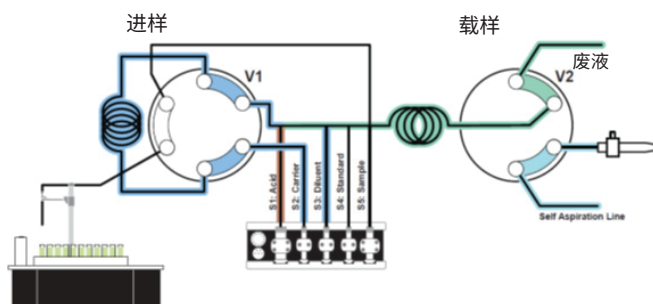 进样
载样
V1
废液
V2
S1: Acid
S2: Carrier
S3: Diluent
S4: Standard
S5: Sample
Self Aspiration Line